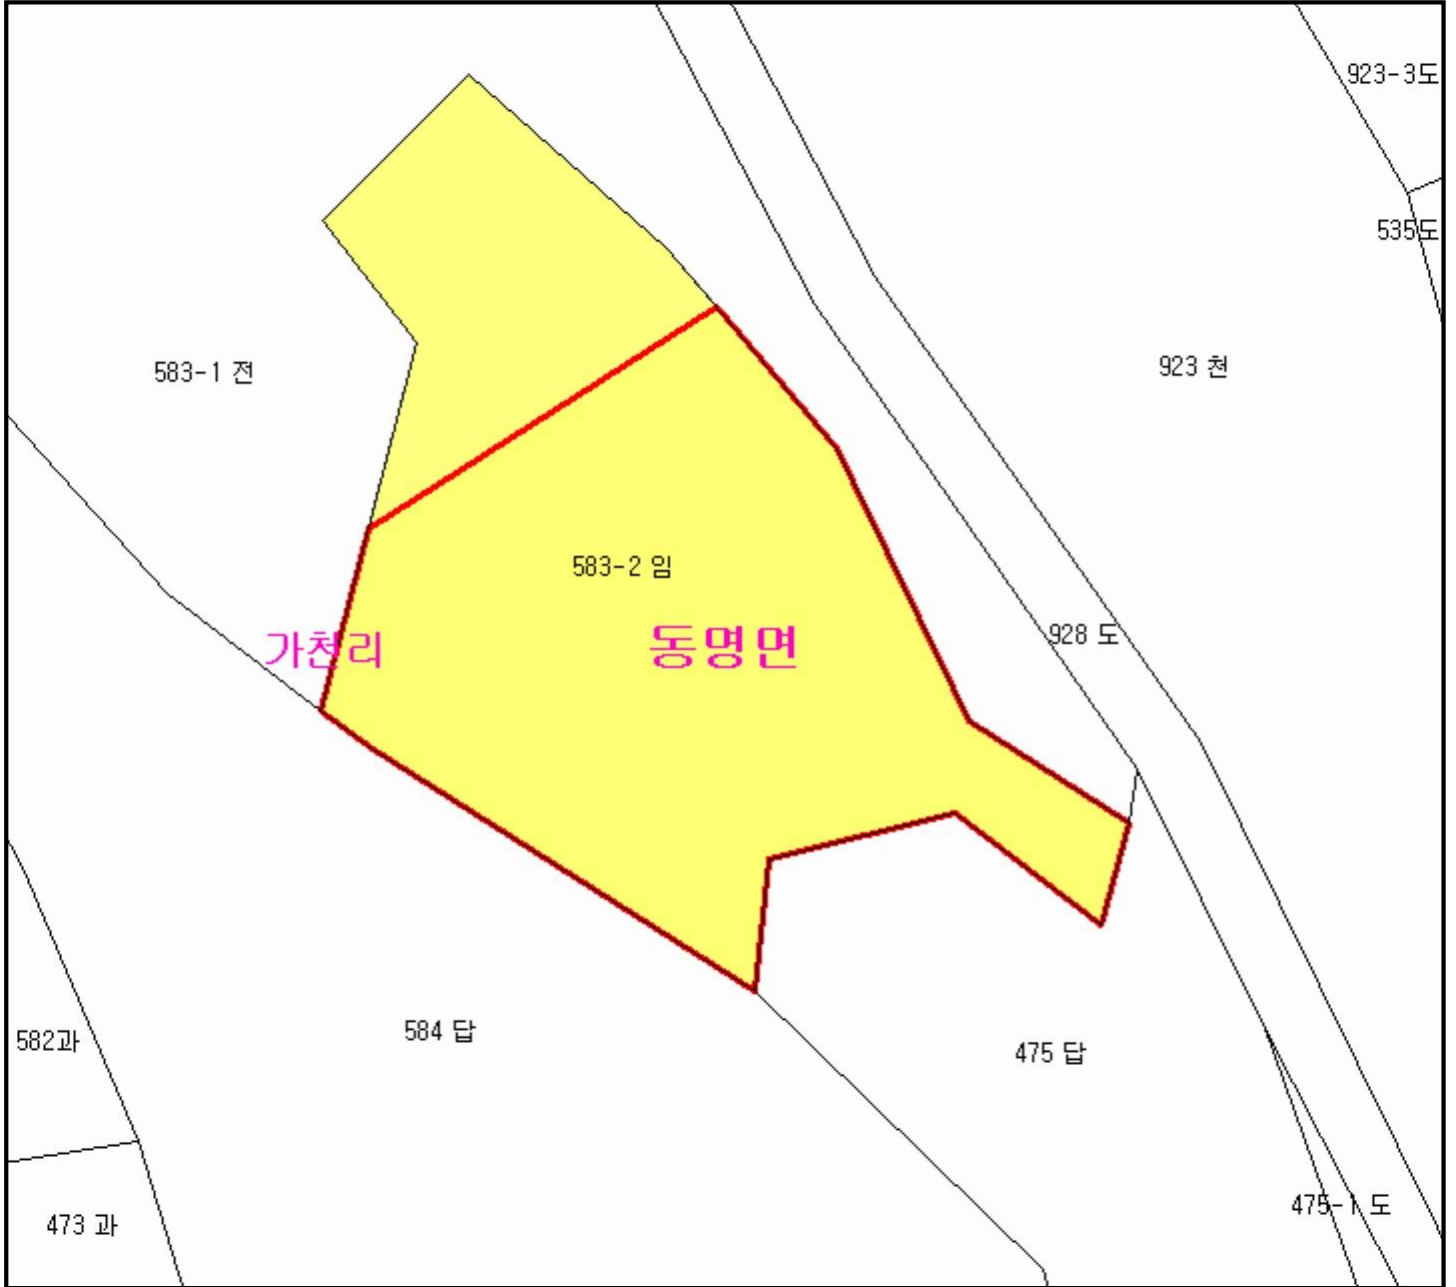 923-3도
535도
583-1 전
923 천
583-2 임
928 도
가천리
동명면
584 답
582과
475 답
475-1 도
473 과